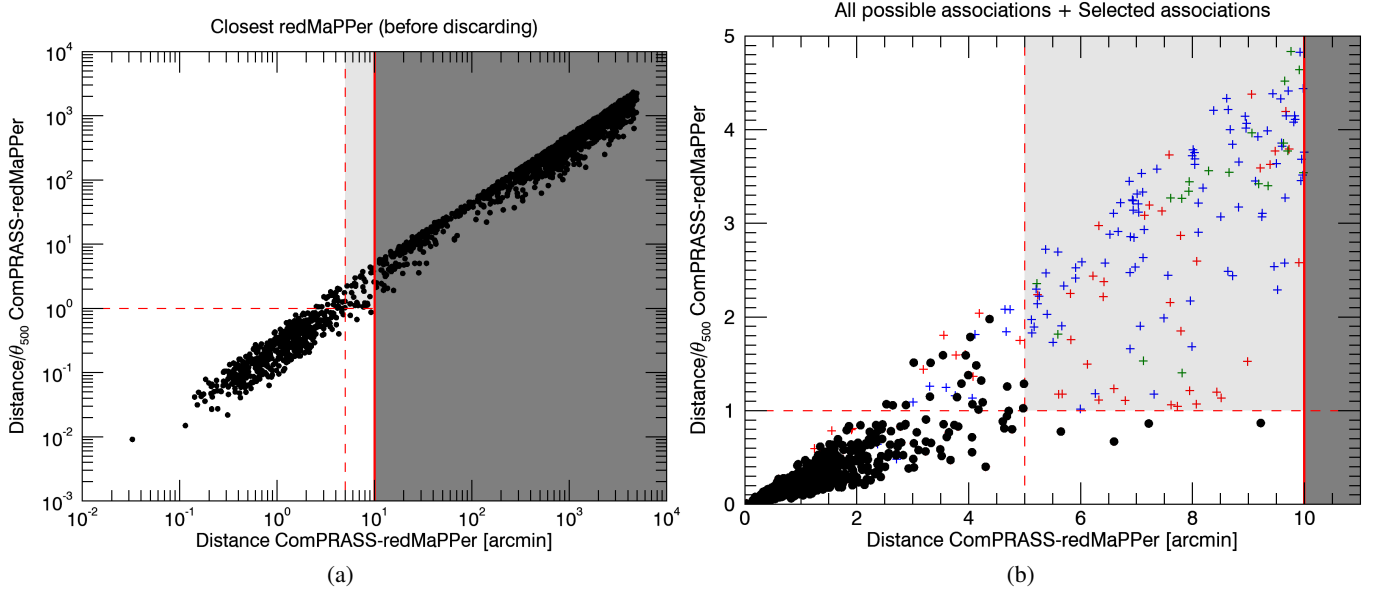 Closest redMaPPer (before discarding)
10^4
10^3
10^2
10^1
10^0
10^-1
10^-2
10^-3
Distance/θ_500 ComPRASS-redMaPPer
10^-2 10^-1 10^0 10^1 10^2 10^3 10^4
Distance ComPRASS-redMaPPer [arcmin]
(a)
All possible associations + Selected associations
5
4
3
2
1
0
Distance/θ_500 ComPRASS-redMaPPer
0 2 4 6 8 10
Distance ComPRASS-redMaPPer [arcmin]
(b)